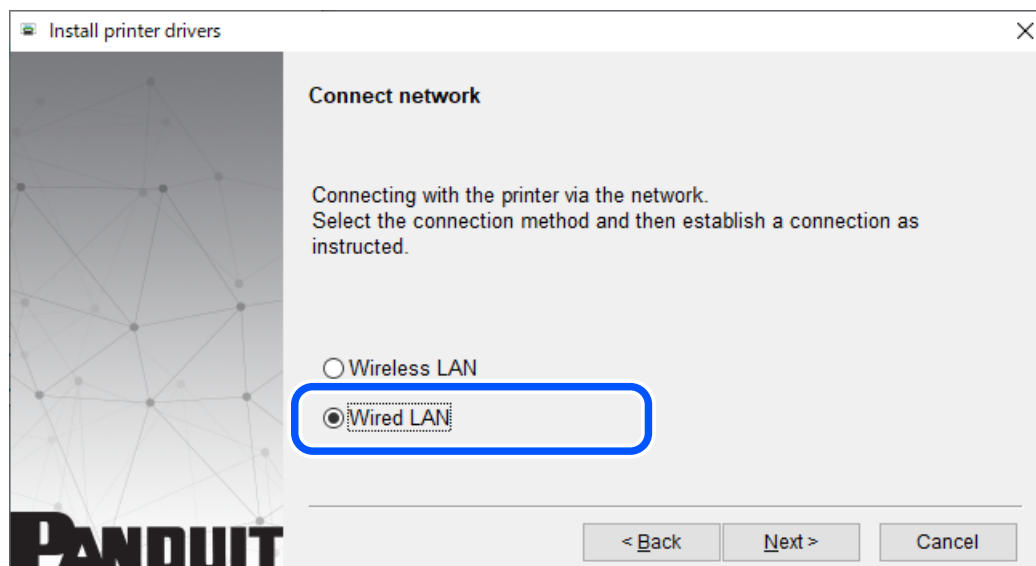 Install printer drivers
Connect network
Connecting with the printer via the network.
Select the connection method and then establish a connection as
instructed.
Wireless LAN
Wired LAN
PANDUIT
< Back
Next >
Cancel